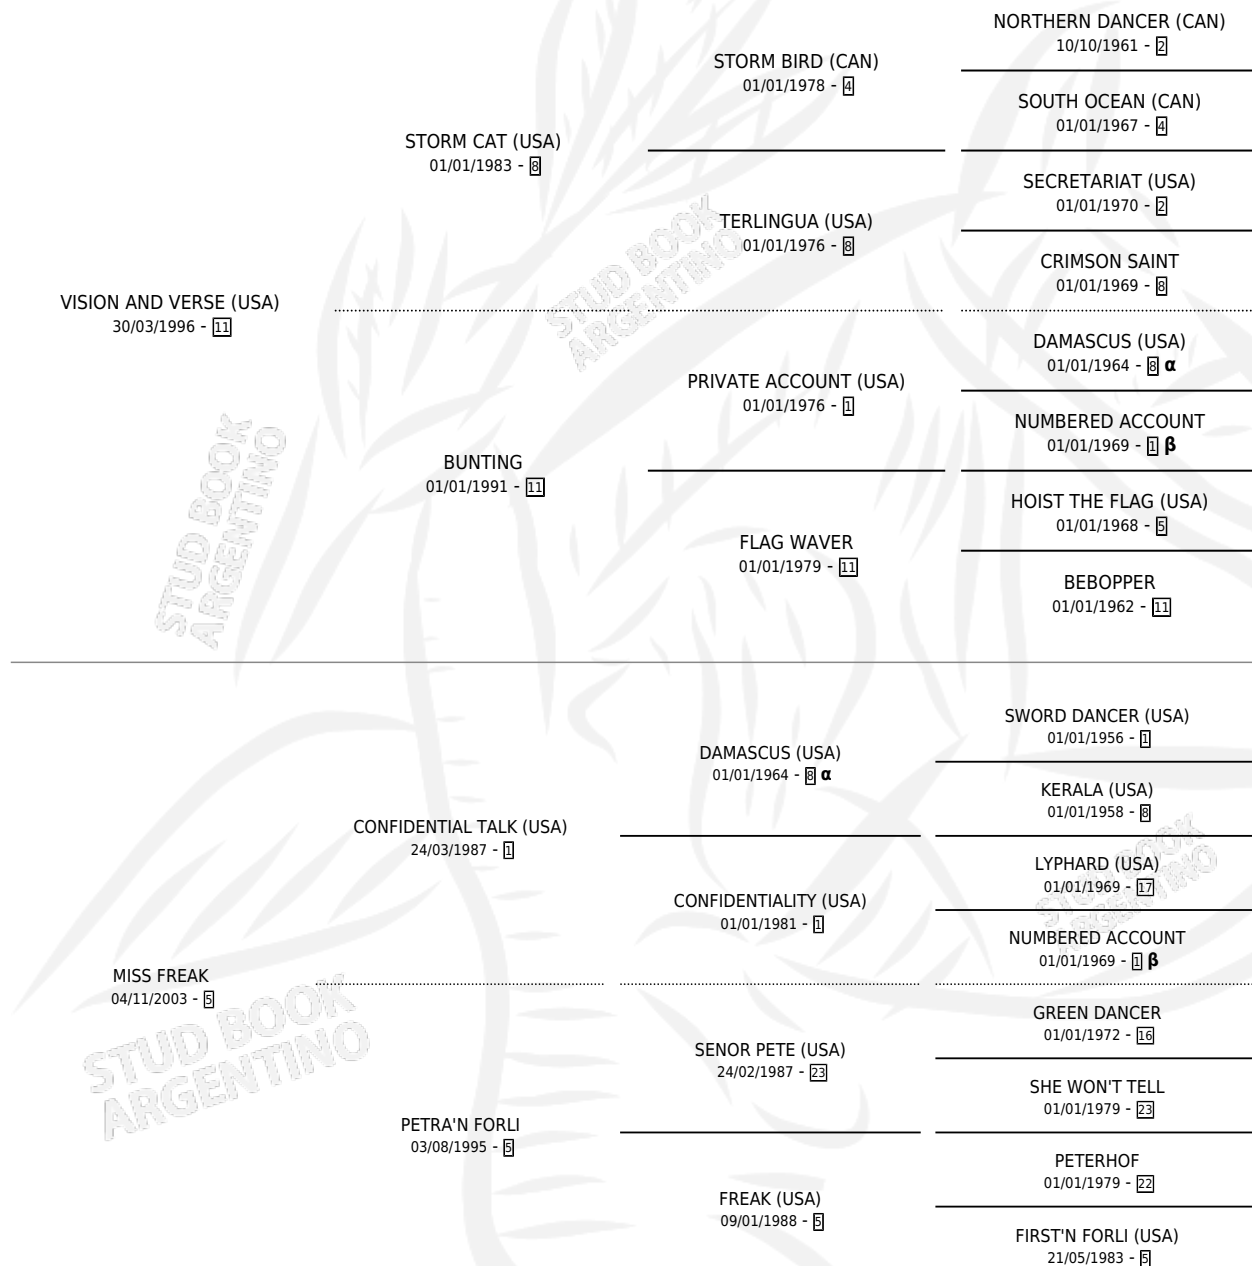 NORTHERN DANCER (CAN)
10/10/1961 - 2
STORM BIRD (CAN)
01/01/1978 - 4
SOUTH OCEAN (CAN)
01/01/1967 - 4
STORM CAT (USA)
01/01/1983 - 8
SECRETARIAT (USA)
01/01/1970 - 2
TERLINGUA (USA)
01/01/1976 - 8
CRIMSON SAINT
01/01/1969 - 8
VISION AND VERSE (USA)
30/03/1996 - 11
DAMASCUS (USA)
01/01/1964 - 8 α
PRIVATE ACCOUNT (USA)
01/01/1976 - 1
NUMBERED ACCOUNT
01/01/1969 - 1 β
BUNTING
01/01/1991 - 11
HOIST THE FLAG (USA)
01/01/1968 - 5
FLAG WAVER
01/01/1979 - 11
BEBOPPER
01/01/1962 - 11
SWORD DANCER (USA)
01/01/1956 - 1
DAMASCUS (USA)
01/01/1964 - 8 α
KERALA (USA)
01/01/1958 - 8
CONFIDENTIAL TALK (USA)
24/03/1987 - 1
LYPHARD (USA)
01/01/1969 - 17
CONFIDENTIALITY (USA)
01/01/1981 - 1
NUMBERED ACCOUNT
01/01/1969 - 1 β
MISS FREAK
04/11/2003 - 5
GREEN DANCER
01/01/1972 - 16
SENOR PETE (USA)
24/02/1987 - 23
SHE WON'T TELL
01/01/1979 - 23
PETRA'N FORLI
03/08/1995 - 5
PETERHOF
01/01/1979 - 22
FREAK (USA)
09/01/1988 - 5
FIRST'N FORLI (USA)
21/05/1983 - 5
STUD BOOK
ARGENTINO
STUD BOOK
ARGENTINO
STUD BOOK
ARGENTINO
STUD BOOK
ARGENTINO